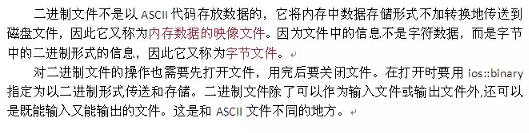 二进制文件不是以 ASCII 代码存放数据的，它将内存中数据存储形式不加转换地传送到
磁盘文件，因此它又称为内存数据的映像文件。因为文件中的信息不是字符数据，而是字节
中的二进制形式的信息，因此它又称为字节文件。
对二进制文件的操作也需要先打开文件，用完后要关闭文件。在打开时要用 ios::binary
指定为以二进制形式传送和存储。二进制文件除了可以作为输入文件或输出文件外,还可以
是既能输入又能输出的文件。这是和 ASCII 文件不同的地方。